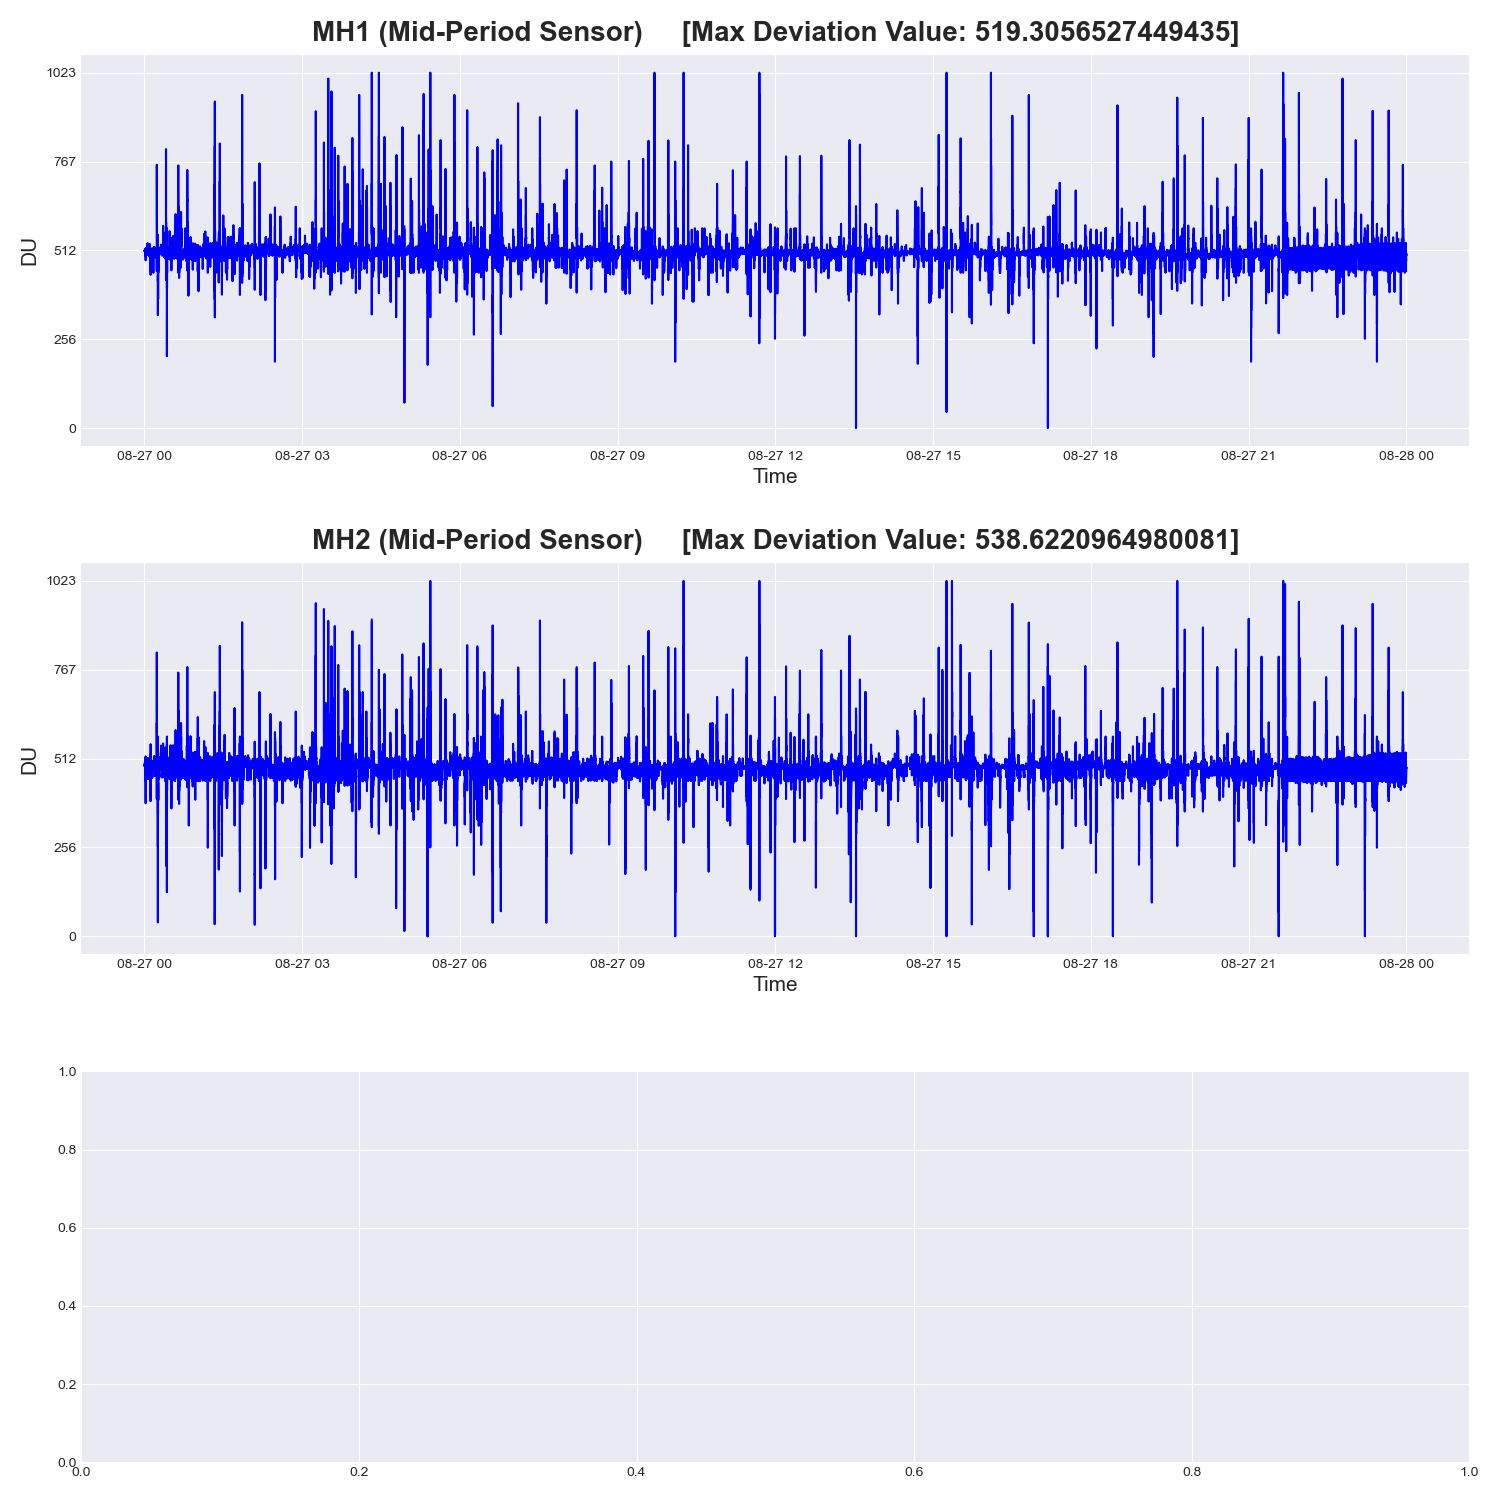 MH1 (Mid-Period Sensor) [Max Deviation Value: 519.3056527449435]
1023
767
512
256
0
DU
08-27 00 08-27 03 08-27 06 08-27 09 08-27 12 08-27 15 08-27 18 08-27 21 08-28 00
Time
MH2 (Mid-Period Sensor) [Max Deviation Value: 538.6220964980081]
1023
767
512
256
0
DU
08-27 00 08-27 03 08-27 06 08-27 09 08-27 12 08-27 15 08-27 18 08-27 21 08-28 00
Time
1.0
0.8
0.6
0.4
0.2
0.0
0.0 0.2 0.4 0.6 0.8 1.0